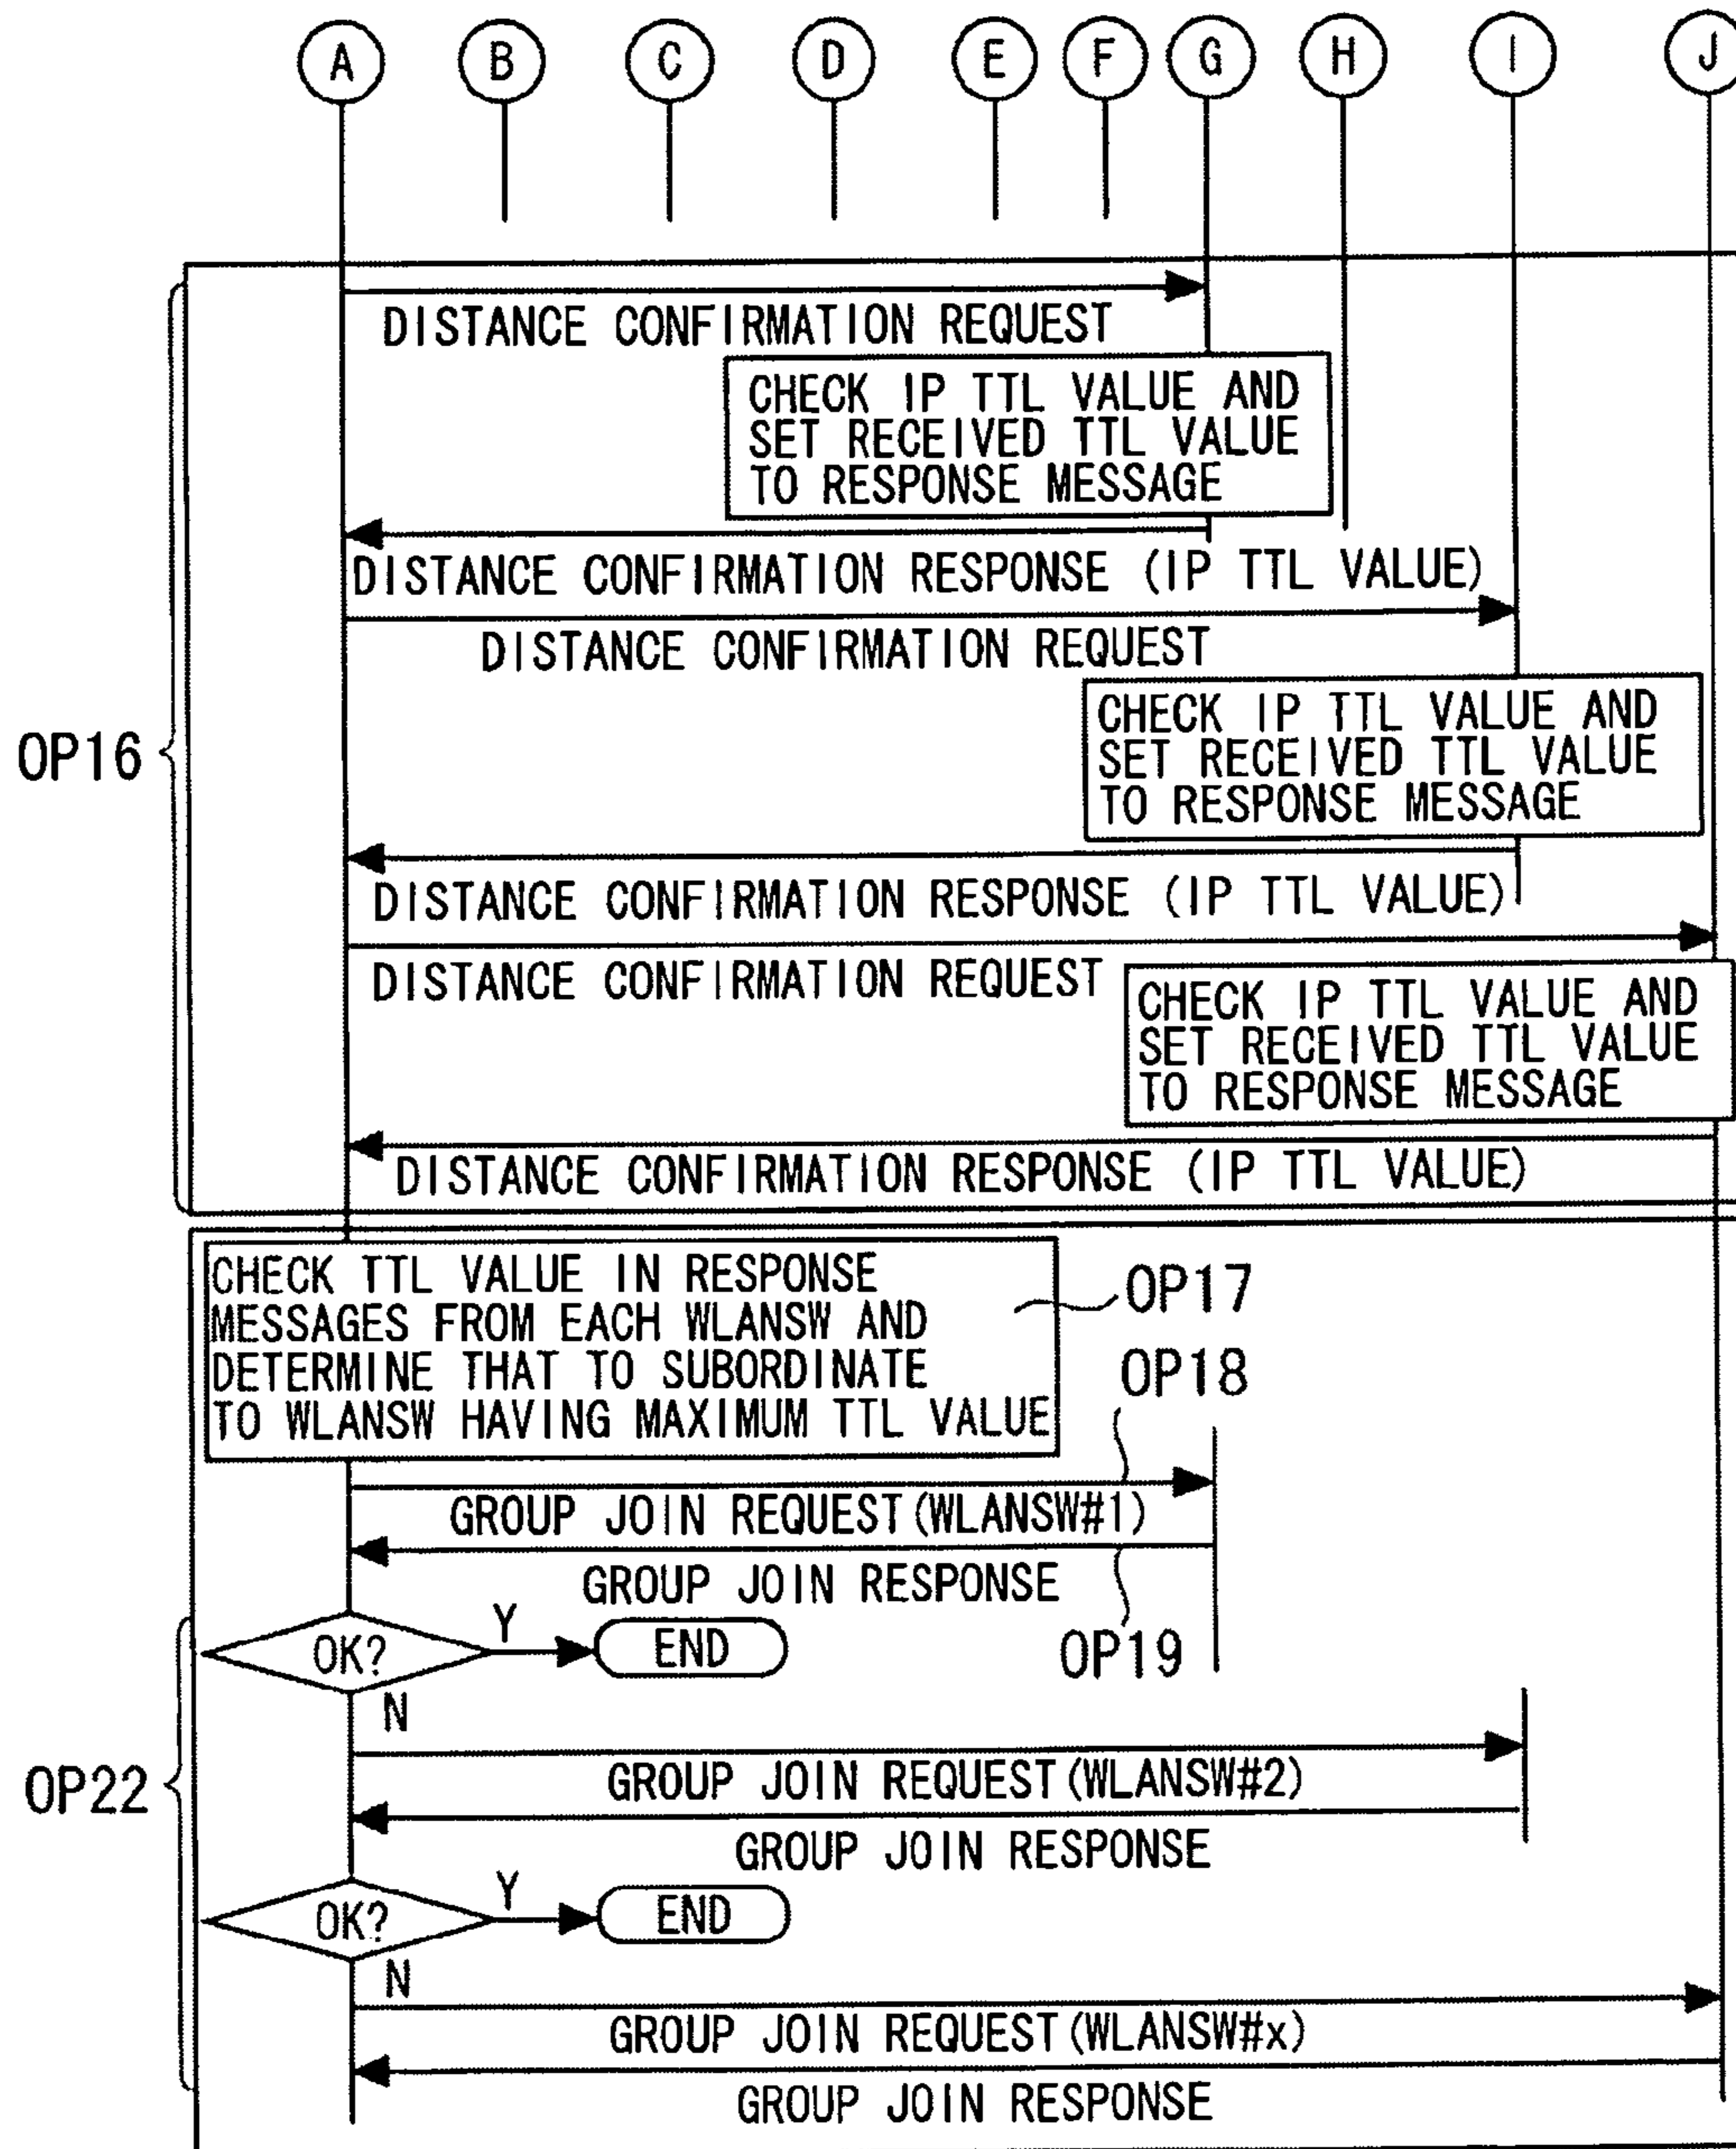 A B C D E F G H I J
DISTANCE CONFIRMATION REQUEST
CHECK IP TTL VALUE AND
SET RECEIVED TTL VALUE
TO RESPONSE MESSAGE
DISTANCE CONFIRMATION RESPONSE (IP TTL VALUE)
DISTANCE CONFIRMATION REQUEST
OP16
CHECK IP TTL VALUE AND
SET RECEIVED TTL VALUE
TO RESPONSE MESSAGE
DISTANCE CONFIRMATION RESPONSE (IP TTL VALUE)
DISTANCE CONFIRMATION REQUEST
CHECK IP TTL VALUE AND
SET RECEIVED TTL VALUE
TO RESPONSE MESSAGE
DISTANCE CONFIRMATION RESPONSE (IP TTL VALUE)
CHECK TTL VALUE IN RESPONSE
MESSAGES FROM EACH WLANSW AND
DETERMINE THAT TO SUBORDINATE
TO WLANSW HAVING MAXIMUM TTL VALUE
OP17
OP18
GROUP JOIN REQUEST(WLANSW#1)
GROUP JOIN RESPONSE
OP19
OK?
Y
END
N
OP22
GROUP JOIN REQUEST(WLANSW#2)
GROUP JOIN RESPONSE
OK?
Y
END
N
GROUP JOIN REQUEST(WLANSW#x)
GROUP JOIN RESPONSE